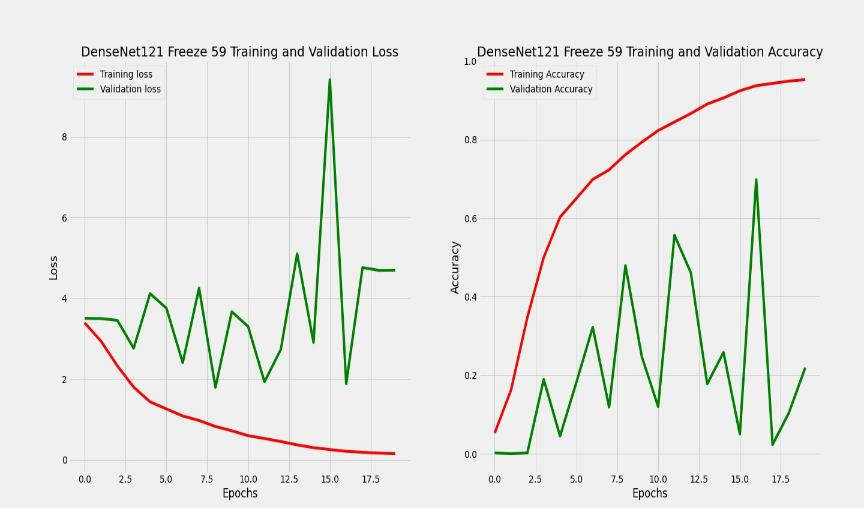 DenseNet121 Freeze 59 Training and Validation Loss
Training loss
Validation loss
8
6
4
2
0
Loss
0.0 2.5 5.0 7.5 10.0 12.5 15.0 17.5
Epochs
DenseNet121 Freeze 59 Training and Validation Accuracy
Training Accuracy
Validation Accuracy
1.0
0.8
0.6
0.4
0.2
0.0
Accuracy
0.0 2.5 5.0 7.5 10.0 12.5 15.0 17.5
Epochs